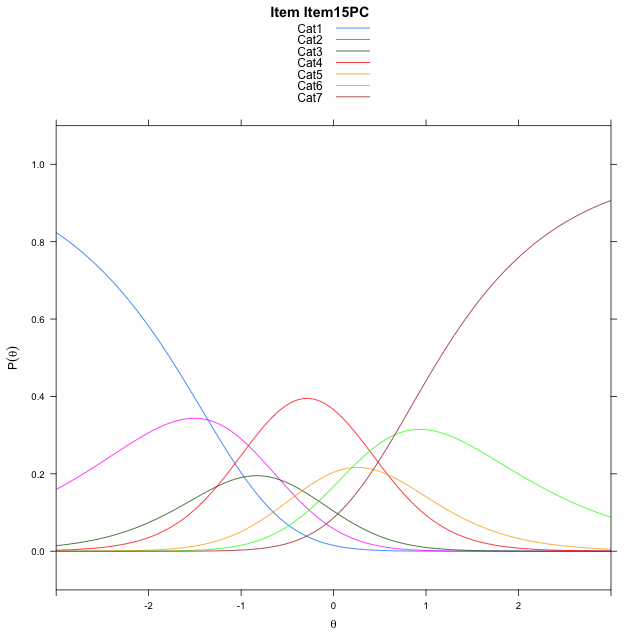 Item Item15PC
Cat1
Cat2
Cat3
Cat4
Cat5
Cat6
Cat7
1.0
0.8
0.6
0.4
0.2
0.0
P(θ)
-2 -1 0 1 2
θ